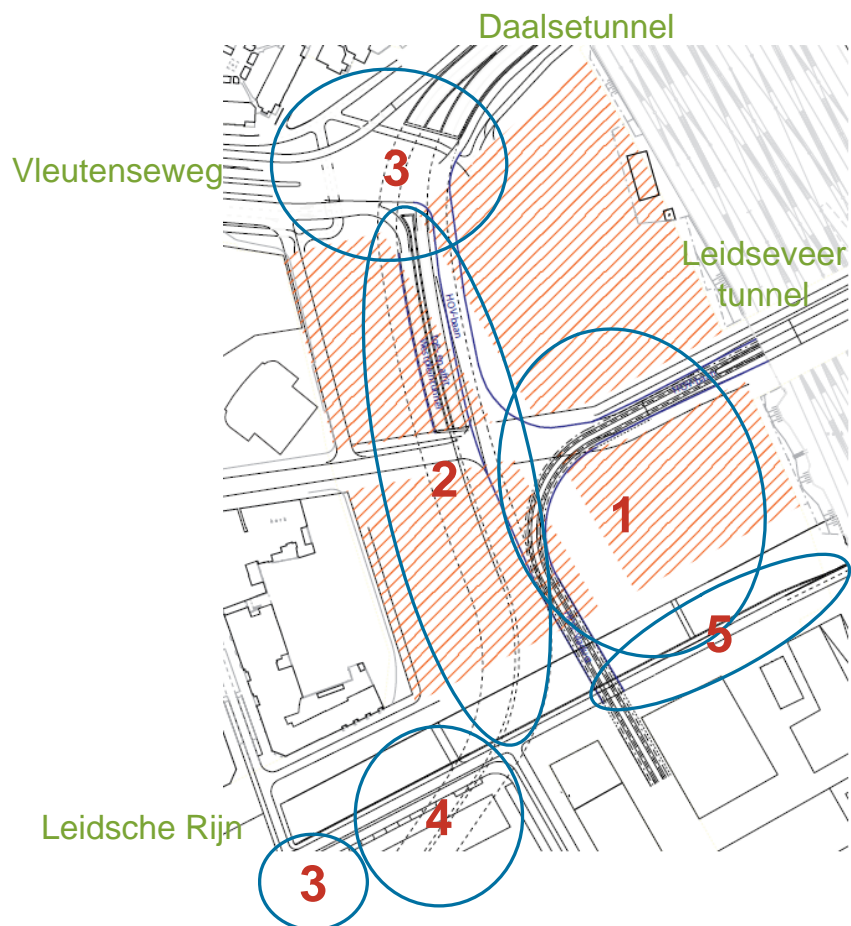 Daalsetunnel
3
Vleutenseweg
Leidseveer
tunnel
HOV-baan
2
1
5
Leidsche Rijn
4
3